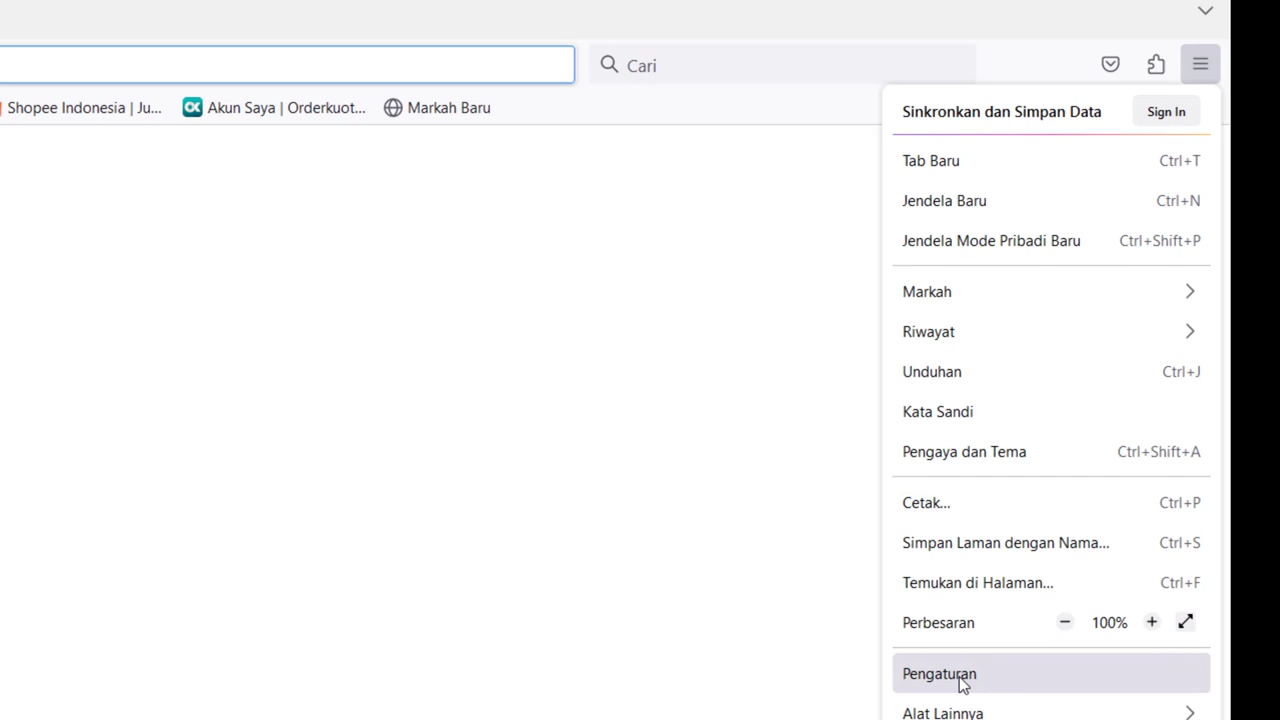 Cari
Shopee Indonesia | Ju...
Akun Saya | Orderkuot...
Markah Baru
Sinkronkan dan Simpan Data
Sign In
Tab Baru Ctrl+T
Jendela Baru Ctrl+N
Jendela Mode Pribadi Baru Ctrl+Shift+P
Markah
Riwayat
Unduhan Ctrl+J
Kata Sandi
Pengaya dan Tema Ctrl+Shift+A
Cetak... Ctrl+P
Simpan Laman dengan Nama... Ctrl+S
Temukan di Halaman... Ctrl+F
Perbesaran − 100% +
Pengaturan
Alat Lainnya